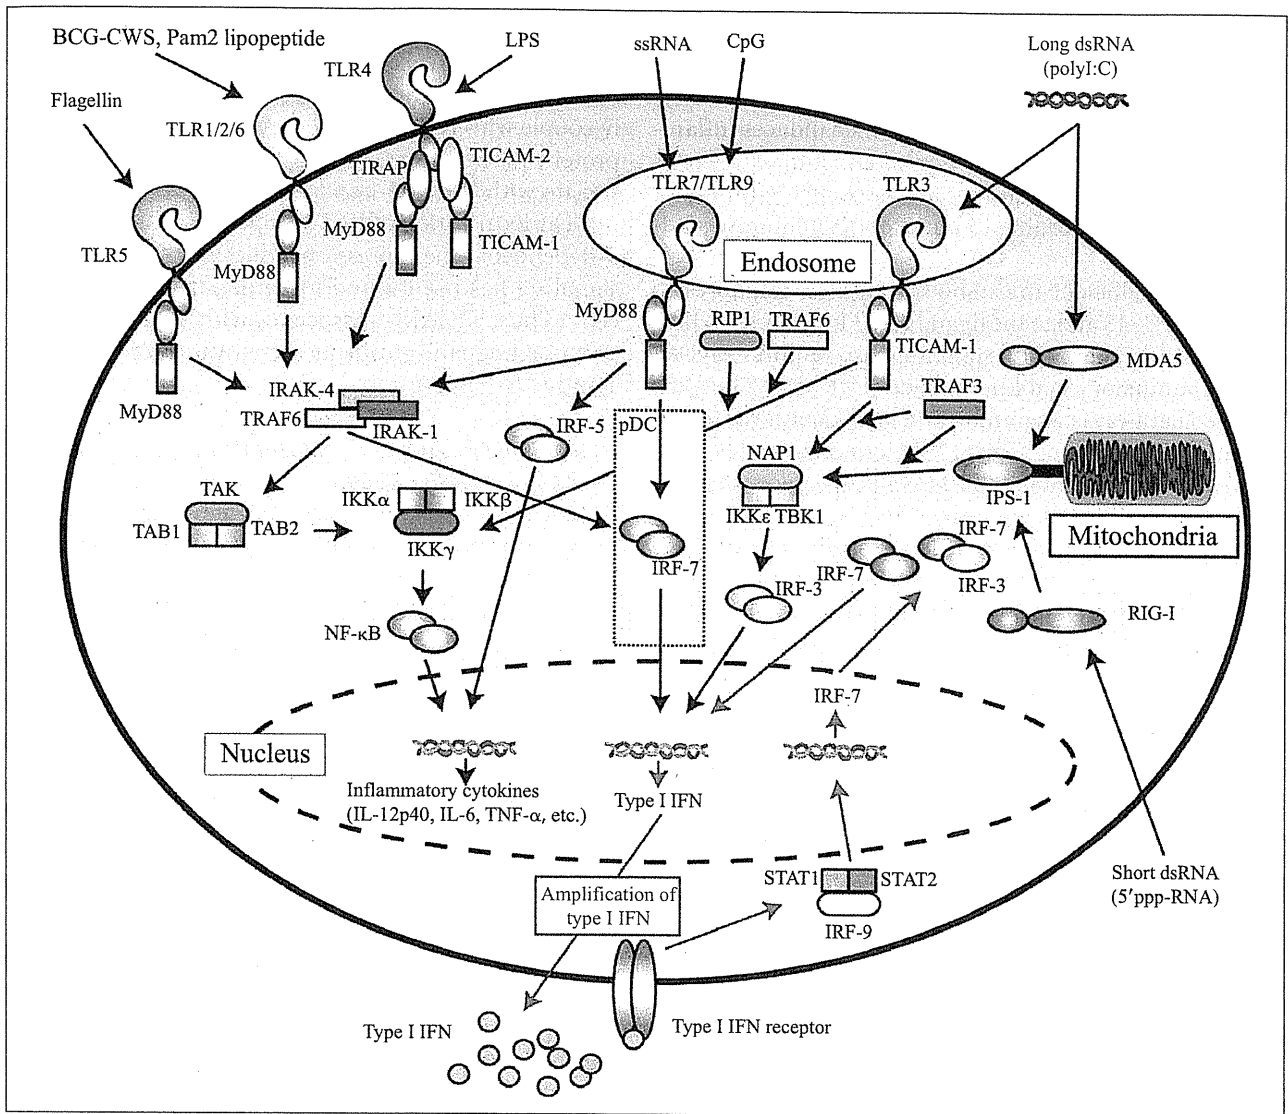 BCG-CWS, Pam2 lipopeptide
LPS
ssRNA
CpG
Long dsRNA
(polyI:C)
TLR4
Flagellin
TLR1/2/6
TIRAP
TICAM-2
TLR7/TLR9
TLR3
TLR5
MyD88
TICAM-1
Endosome
MyD88
MyD88
RIP1
TRAF6
TICAM-1
MDA5
MyD88
IRAK-4
TRAF6
IRAK-1
IRF-5
pDC
TRAF3
NAP1
IPS-1
TAK
TAB1
TAB2
IKKα
IKKβ
IKKγ
IKKε TBK1
IRF-7
Mitochondria
IRF-7
IRF-7
IRF-3
IRF-3
RIG-I
NF-κB
IRF-7
Nucleus
Inflammatory cytokines
(IL-12p40, IL-6, TNF-α, etc.)
Type I IFN
STAT1
STAT2
IRF-9
Short dsRNA
(5′ppp-RNA)
Amplification of
type I IFN
Type I IFN
Type I IFN receptor